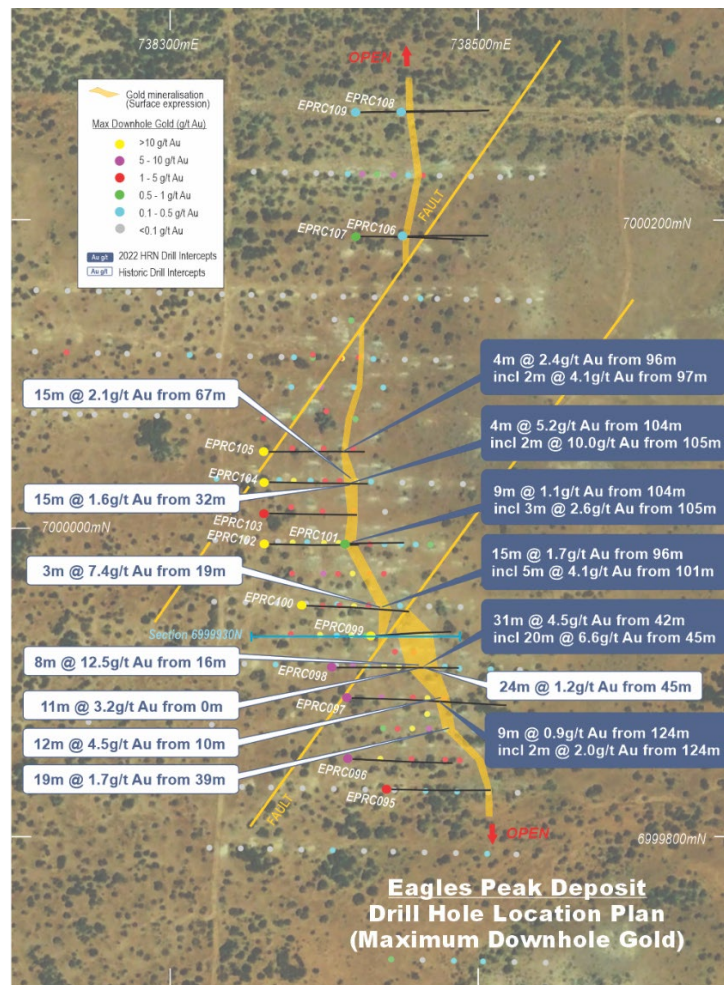 738300mE
738500mE
OPEN
Gold mineralisation
(Surface expression)
Max Downhole Gold (g/t Au)
>10 g/t Au
5 - 10 g/t Au
1 - 5 g/t Au
0.5 - 1 g/t Au
0.1 - 0.5 g/t Au
<0.1 g/t Au
Au g/t 2022 HRN Drill Intercepts
Au g/t Historic Drill Intercepts
EPRC109
EPRC108
FAULT
EPRC107
EPRC106
7000200mN
4m @ 2.4g/t Au from 96m
incl 2m @ 4.1g/t Au from 97m
15m @ 2.1g/t Au from 67m
4m @ 5.2g/t Au from 104m
incl 2m @ 10.0g/t Au from 105m
EPRC105
EPRC104
15m @ 1.6g/t Au from 32m
9m @ 1.1g/t Au from 104m
incl 3m @ 2.6g/t Au from 105m
EPRC103
7000000mN
EPRC102
EPRC101
15m @ 1.7g/t Au from 96m
incl 5m @ 4.1g/t Au from 101m
3m @ 7.4g/t Au from 19m
EPRC100
31m @ 4.5g/t Au from 42m
incl 20m @ 6.6g/t Au from 45m
Section 6999930N
EPRC099
8m @ 12.5g/t Au from 16m
EPRC098
24m @ 1.2g/t Au from 45m
11m @ 3.2g/t Au from 0m
EPRC097
9m @ 0.9g/t Au from 124m
incl 2m @ 2.0g/t Au from 124m
12m @ 4.5g/t Au from 10m
19m @ 1.7g/t Au from 39m
EPRC096
EPRC095
FAULT
OPEN
6999800mN
Eagles Peak Deposit
Drill Hole Location Plan
(Maximum Downhole Gold)